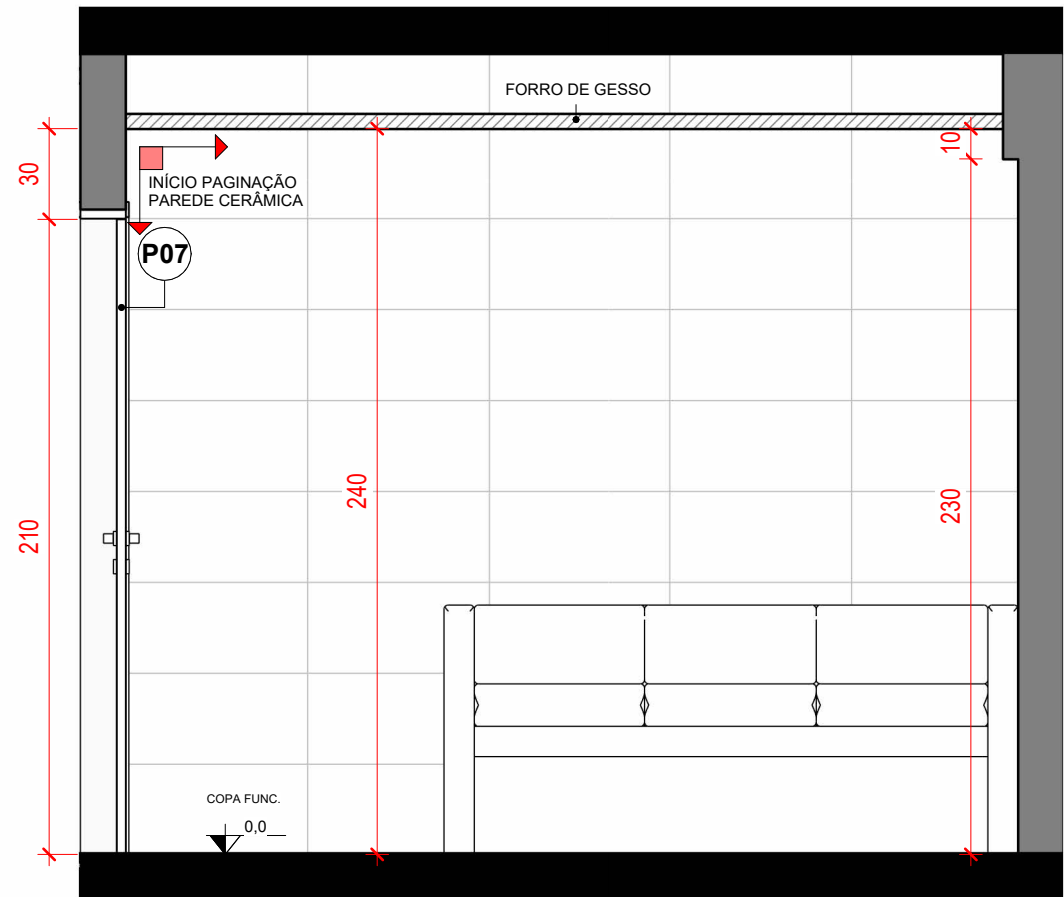 FORRO DE GESSO
30
10
INÍCIO PAGINAÇÃO
PAREDE CERÂMICA
P07
240
230
210
COPA FUNC.
0,0